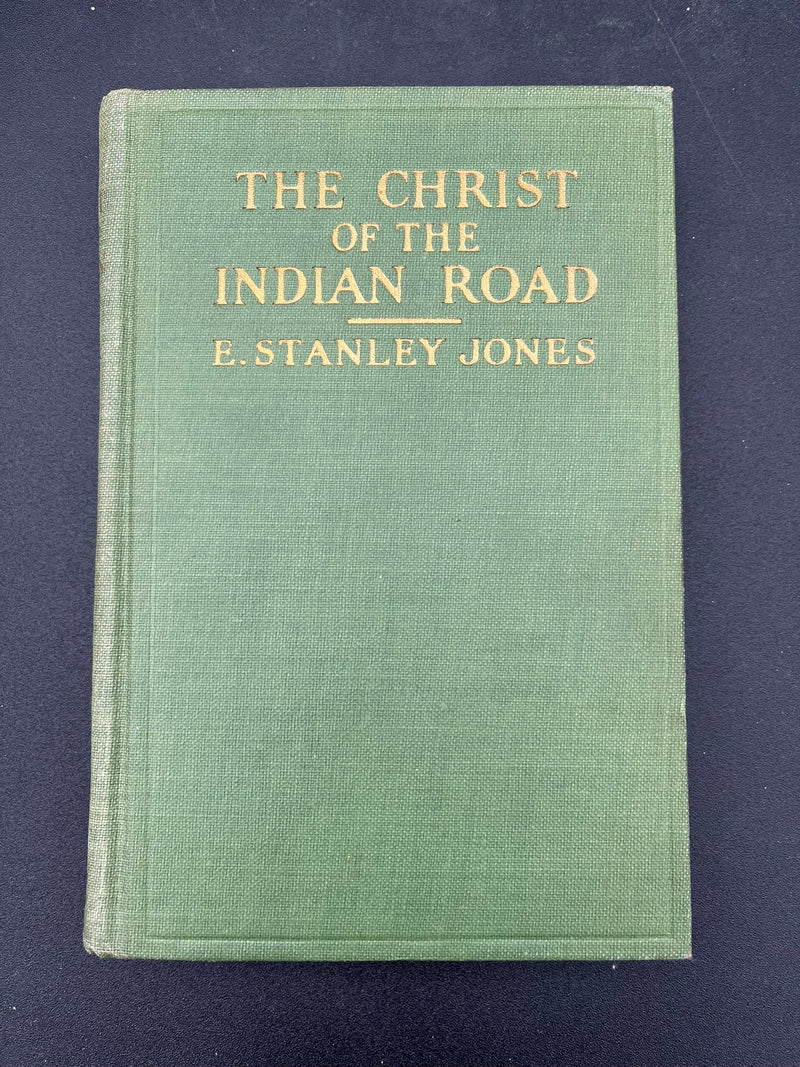 THE CHRIST
OF THE
INDIAN ROAD
E. STANLEY JONES